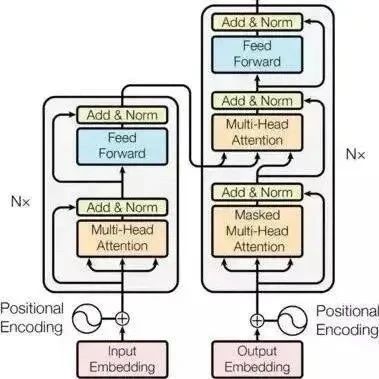 Add & Norm
Feed
Forward
Add & Norm
Multi-Head
Attention
Nx
Positional
Encoding
Input
Embedding
Add & Norm
Feed
Forward
Add & Norm
Multi-Head
Attention
Add & Norm
Masked
Multi-Head
Attention
Nx
Positional
Encoding
Output
Embedding